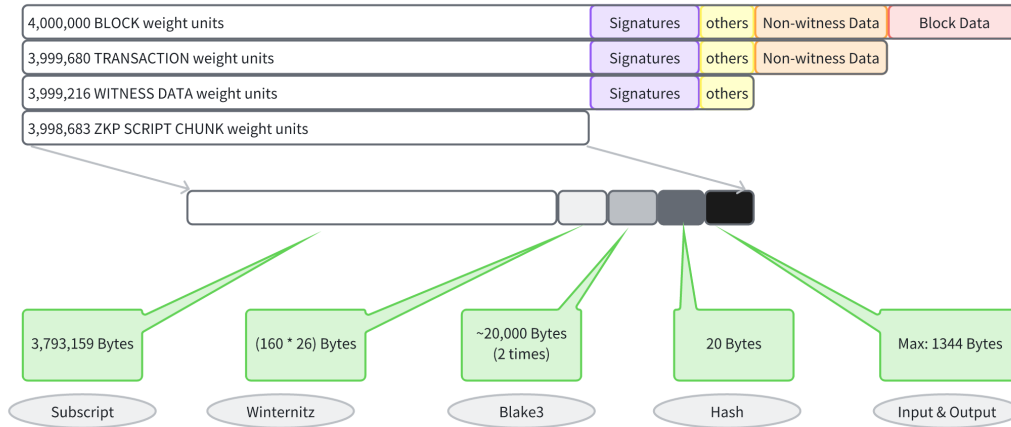 4,000,000 BLOCK weight units Signatures others Non-witness Data Block Data
3,999,680 TRANSACTION weight units Signatures others Non-witness Data
3,999,216 WITNESS DATA weight units Signatures others
3,998,683 ZKP SCRIPT CHUNK weight units
3,793,159 Bytes
(160 * 26) Bytes
~20,000 Bytes
(2 times)
20 Bytes
Max: 1344 Bytes
Subscript
Winternitz
Blake3
Hash
Input & Output